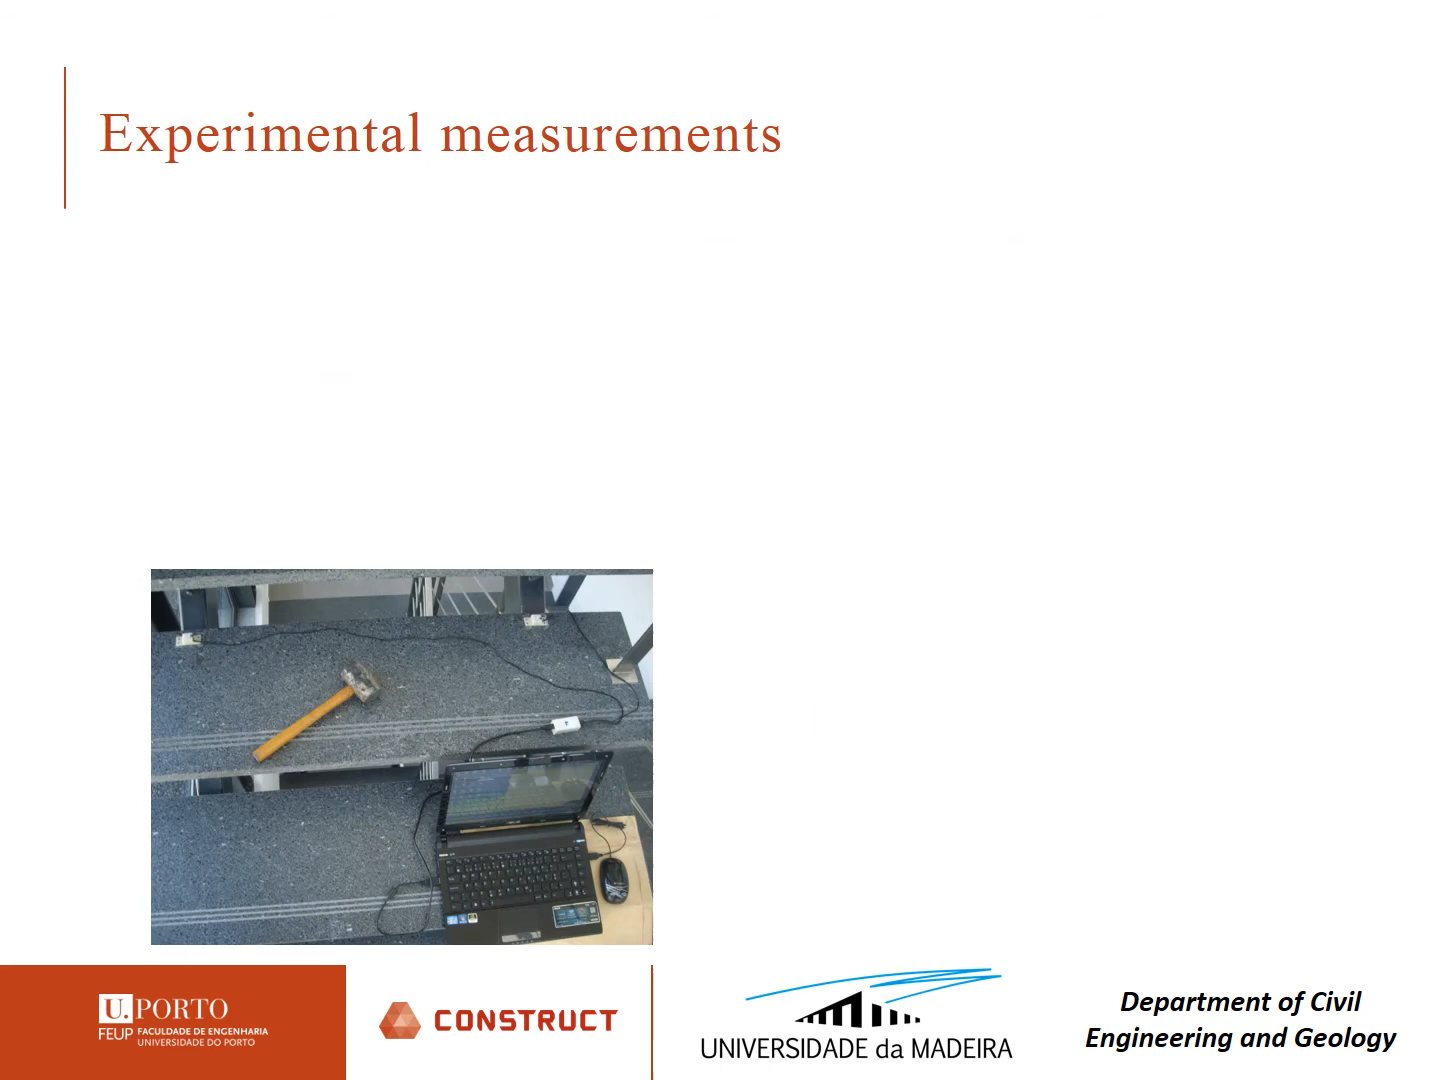 Experimental measurements
U. PORTO
FEUP FACULDADE DE ENGENHARIA
UNIVERSIDADE DO PORTO
CONSTRUCT
UNIVERSIDADE da MADEIRA
Department of Civil
Engineering and Geology